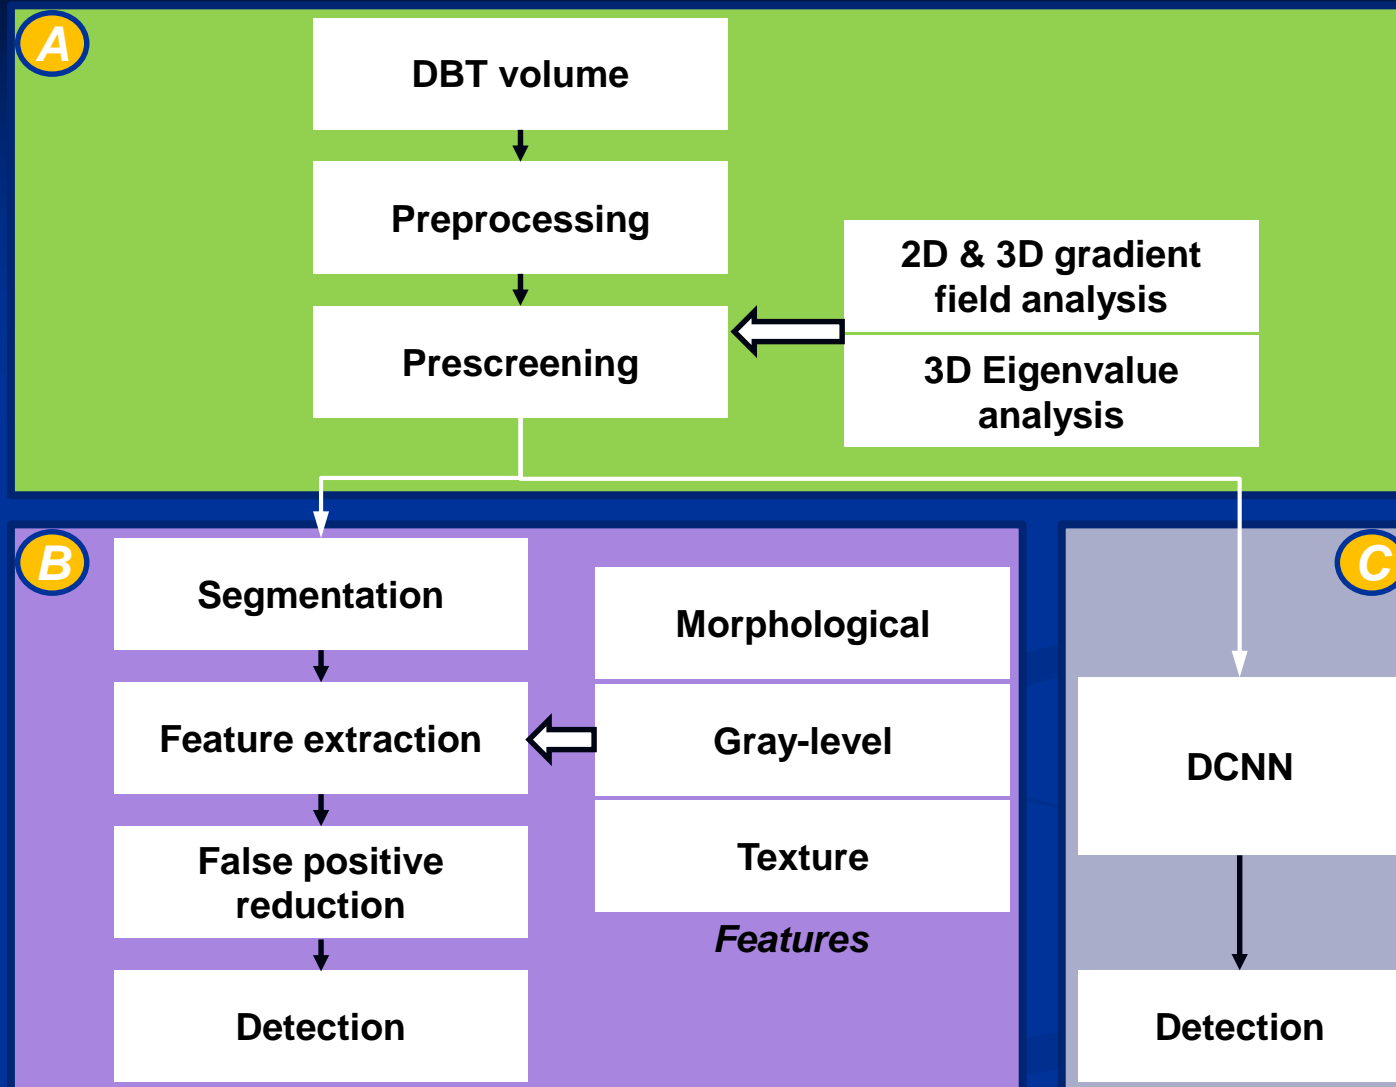 A
DBT volume
Preprocessing
2D & 3D gradient
field analysis
Prescreening
3D Eigenvalue
analysis
B
Segmentation
Feature extraction
False positive
reduction
Detection
Morphological
Gray-level
Texture
Features
C
DCNN
Detection